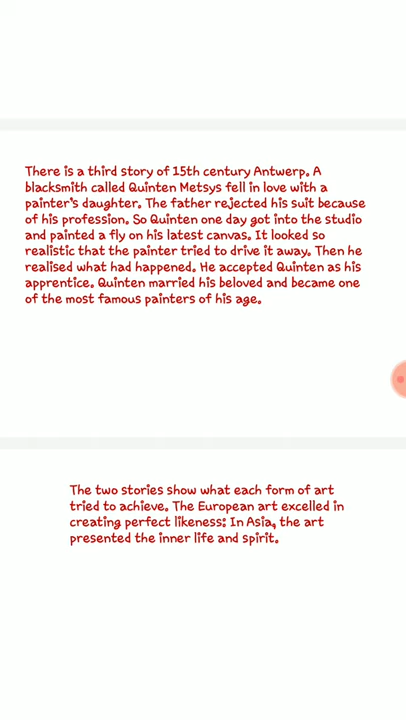 There is a third story of 15th century Antwerp. A
blacksmith called Quinten Metsys fell in love with a
painter's daughter. The father rejected his suit because
of his profession. So Quinten one day got into the studio
and painted a fly on his latest canvas. It looked so
realistic that the painter tried to drive it away. Then he
realised what had happened. He accepted Quinten as his
apprentice. Quinten married his beloved and became one
of the most famous painters of his age.
The two stories show what each form of art
tried to achieve. The European art excelled in
creating perfect likeness: In Asia, the art
presented the inner life and spirit.